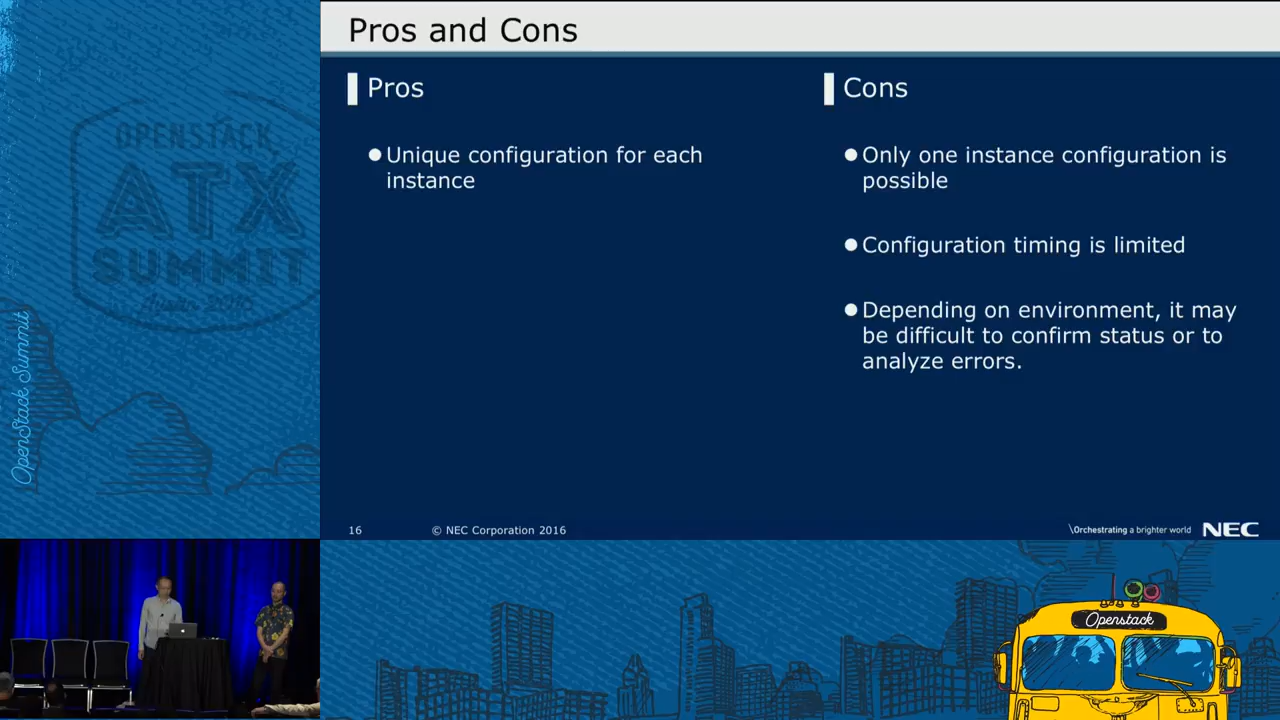 Pros and Cons
Pros
Unique configuration for each
instance
Cons
Only one instance configuration is
possible
Configuration timing is limited
Depending on environment, it may
be difficult to confirm status or to
analyze errors.
16
© NEC Corporation 2016
\Orchestrating a brighter world
NEC
OPENSTACK
ATX
SUMMIT
Austin 2016
OpenStack Summit
Openstack